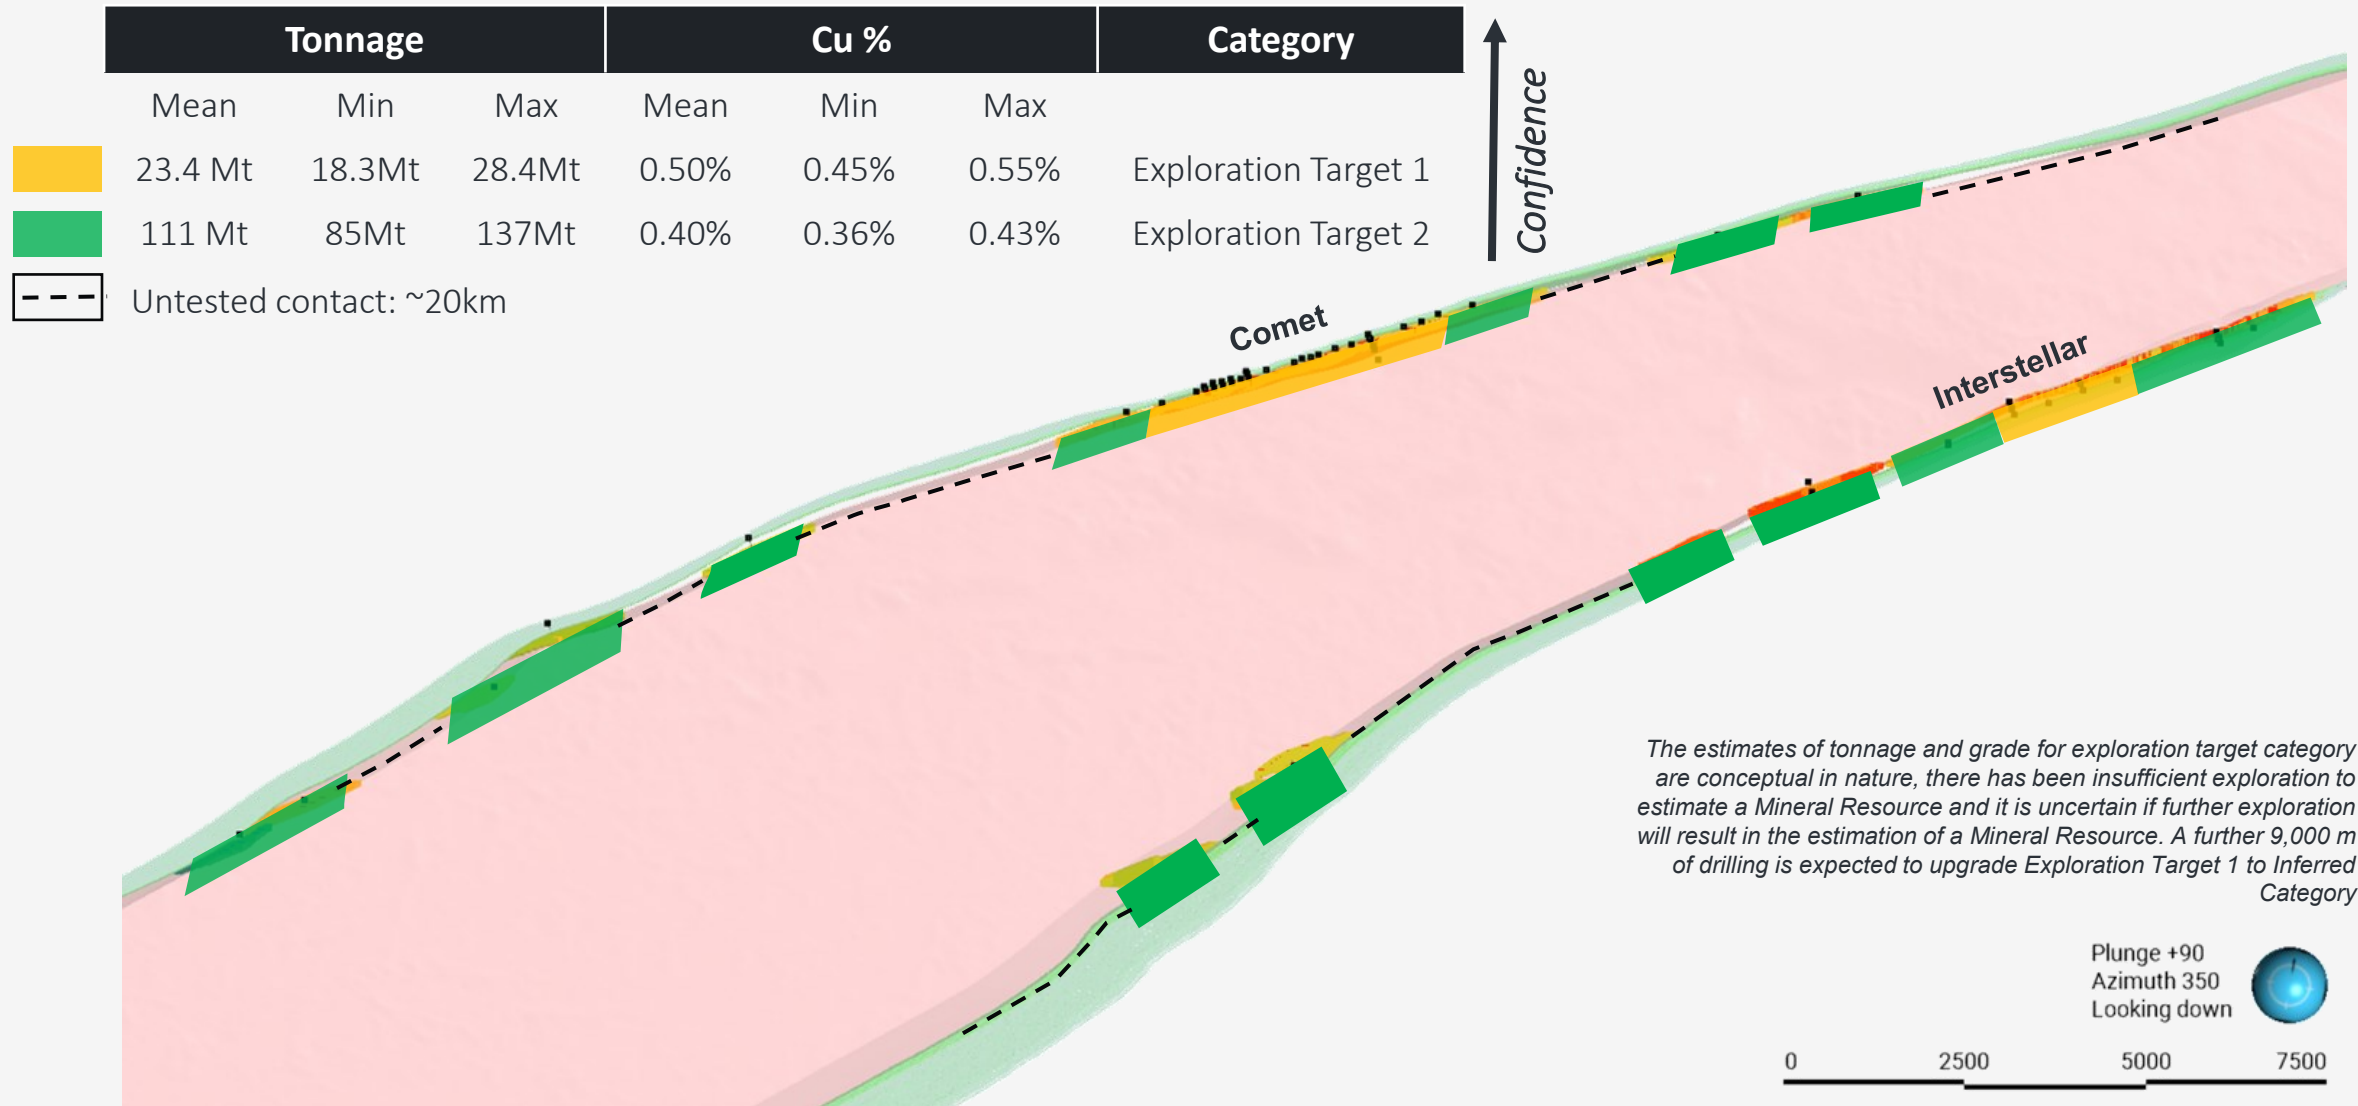 Tonnage Cu % Category
Mean Min Max Mean Min Max
23.4 Mt 18.3Mt 28.4Mt 0.50% 0.45% 0.55% Exploration Target 1
111 Mt 85Mt 137Mt 0.40% 0.36% 0.43% Exploration Target 2
Untested contact: ~20km
Confidence
Comet
Interstellar
The estimates of tonnage and grade for exploration target category
are conceptual in nature, there has been insufficient exploration to
estimate a Mineral Resource and it is uncertain if further exploration
will result in the estimation of a Mineral Resource. A further 9,000 m
of drilling is expected to upgrade Exploration Target 1 to Inferred
Category
Plunge +90
Azimuth 350
Looking down
0 2500 5000 7500